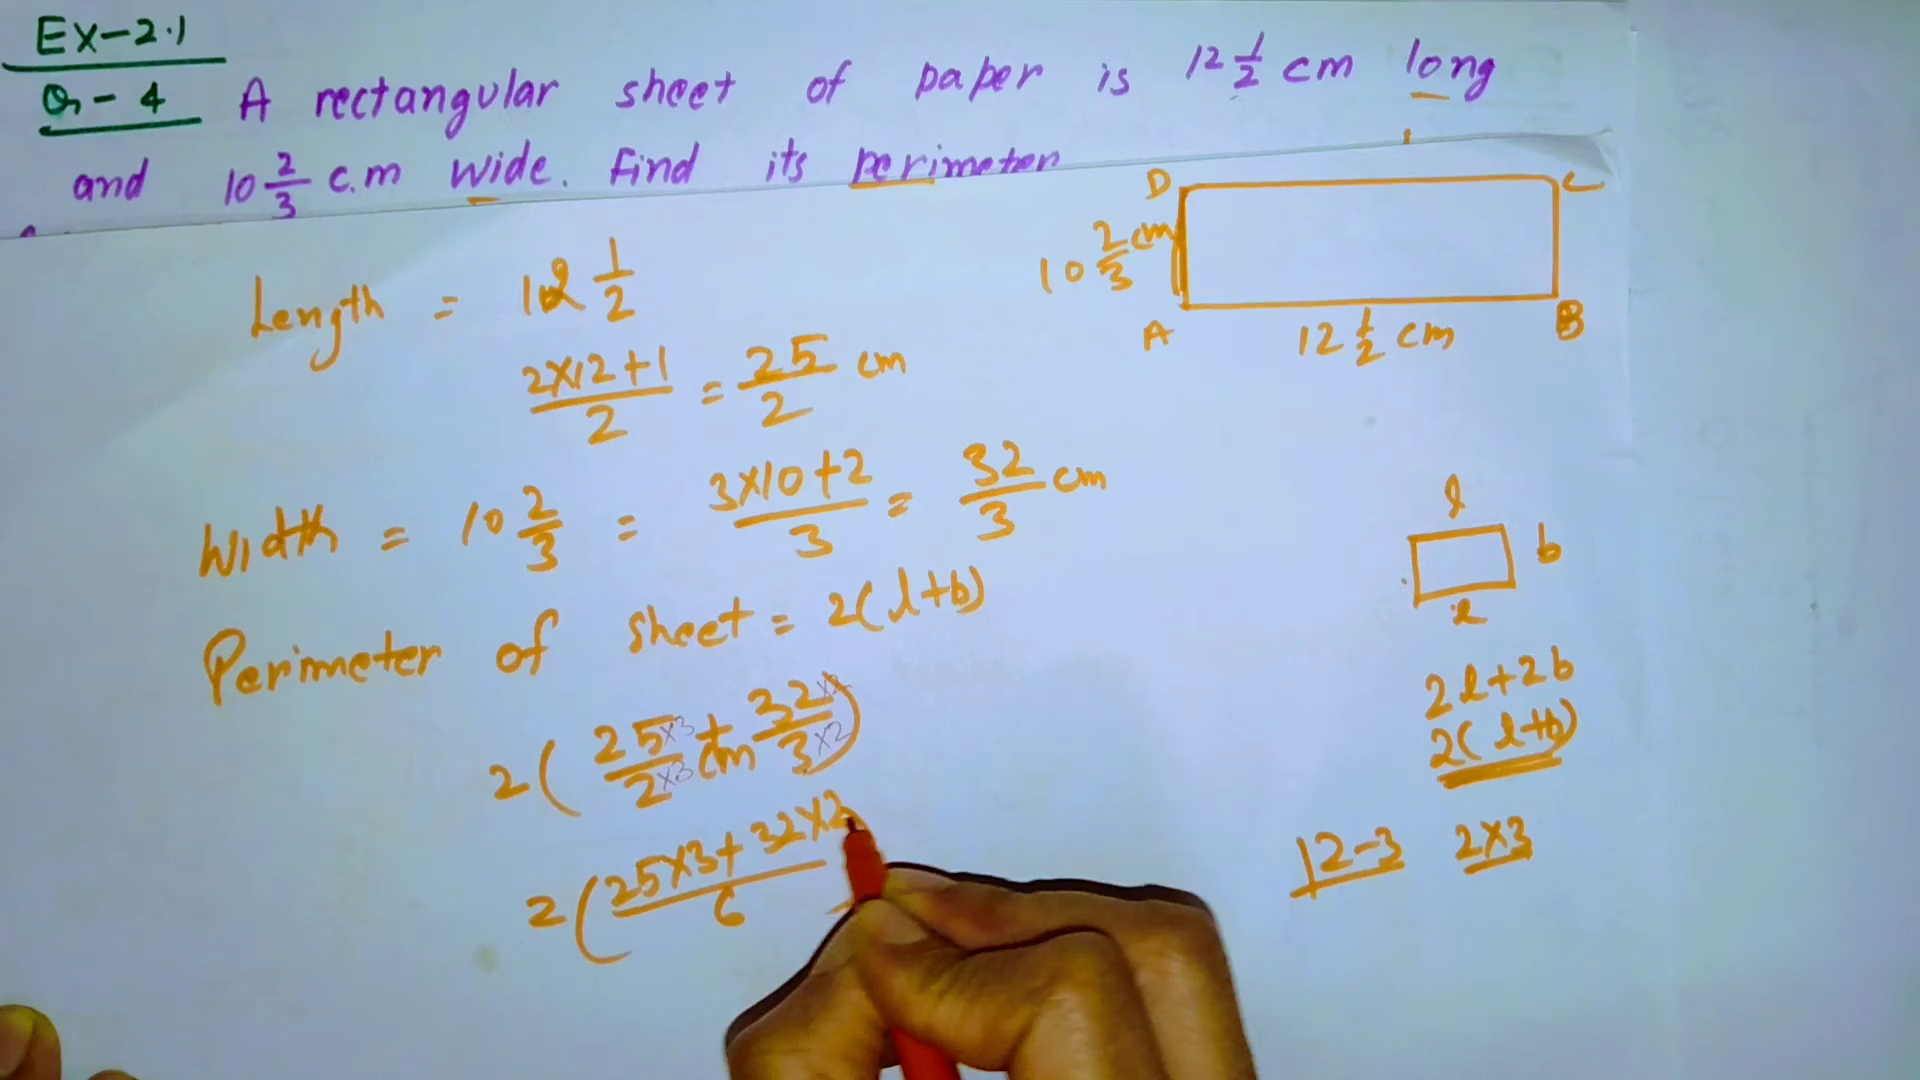 Ex-2.1
Q-4 A rectangular sheet of paper is 12 1/2 cm long
and 10 2/3 c.m wide. Find its perimeter
D C
10 2/3 cm
A B
12 1/2 cm
Length = 12 1/2
2×12+1/2 = 25/2 cm
Width = 10 2/3 = 3×10+2/3 = 32/3 cm
Perimeter of sheet = 2(l+b)
2(25×3/2×3 cm + 32×2/3×2)
2(25×3+32×2/6
l
b
l
2l+2b
2(l+b)
12-3 2×3